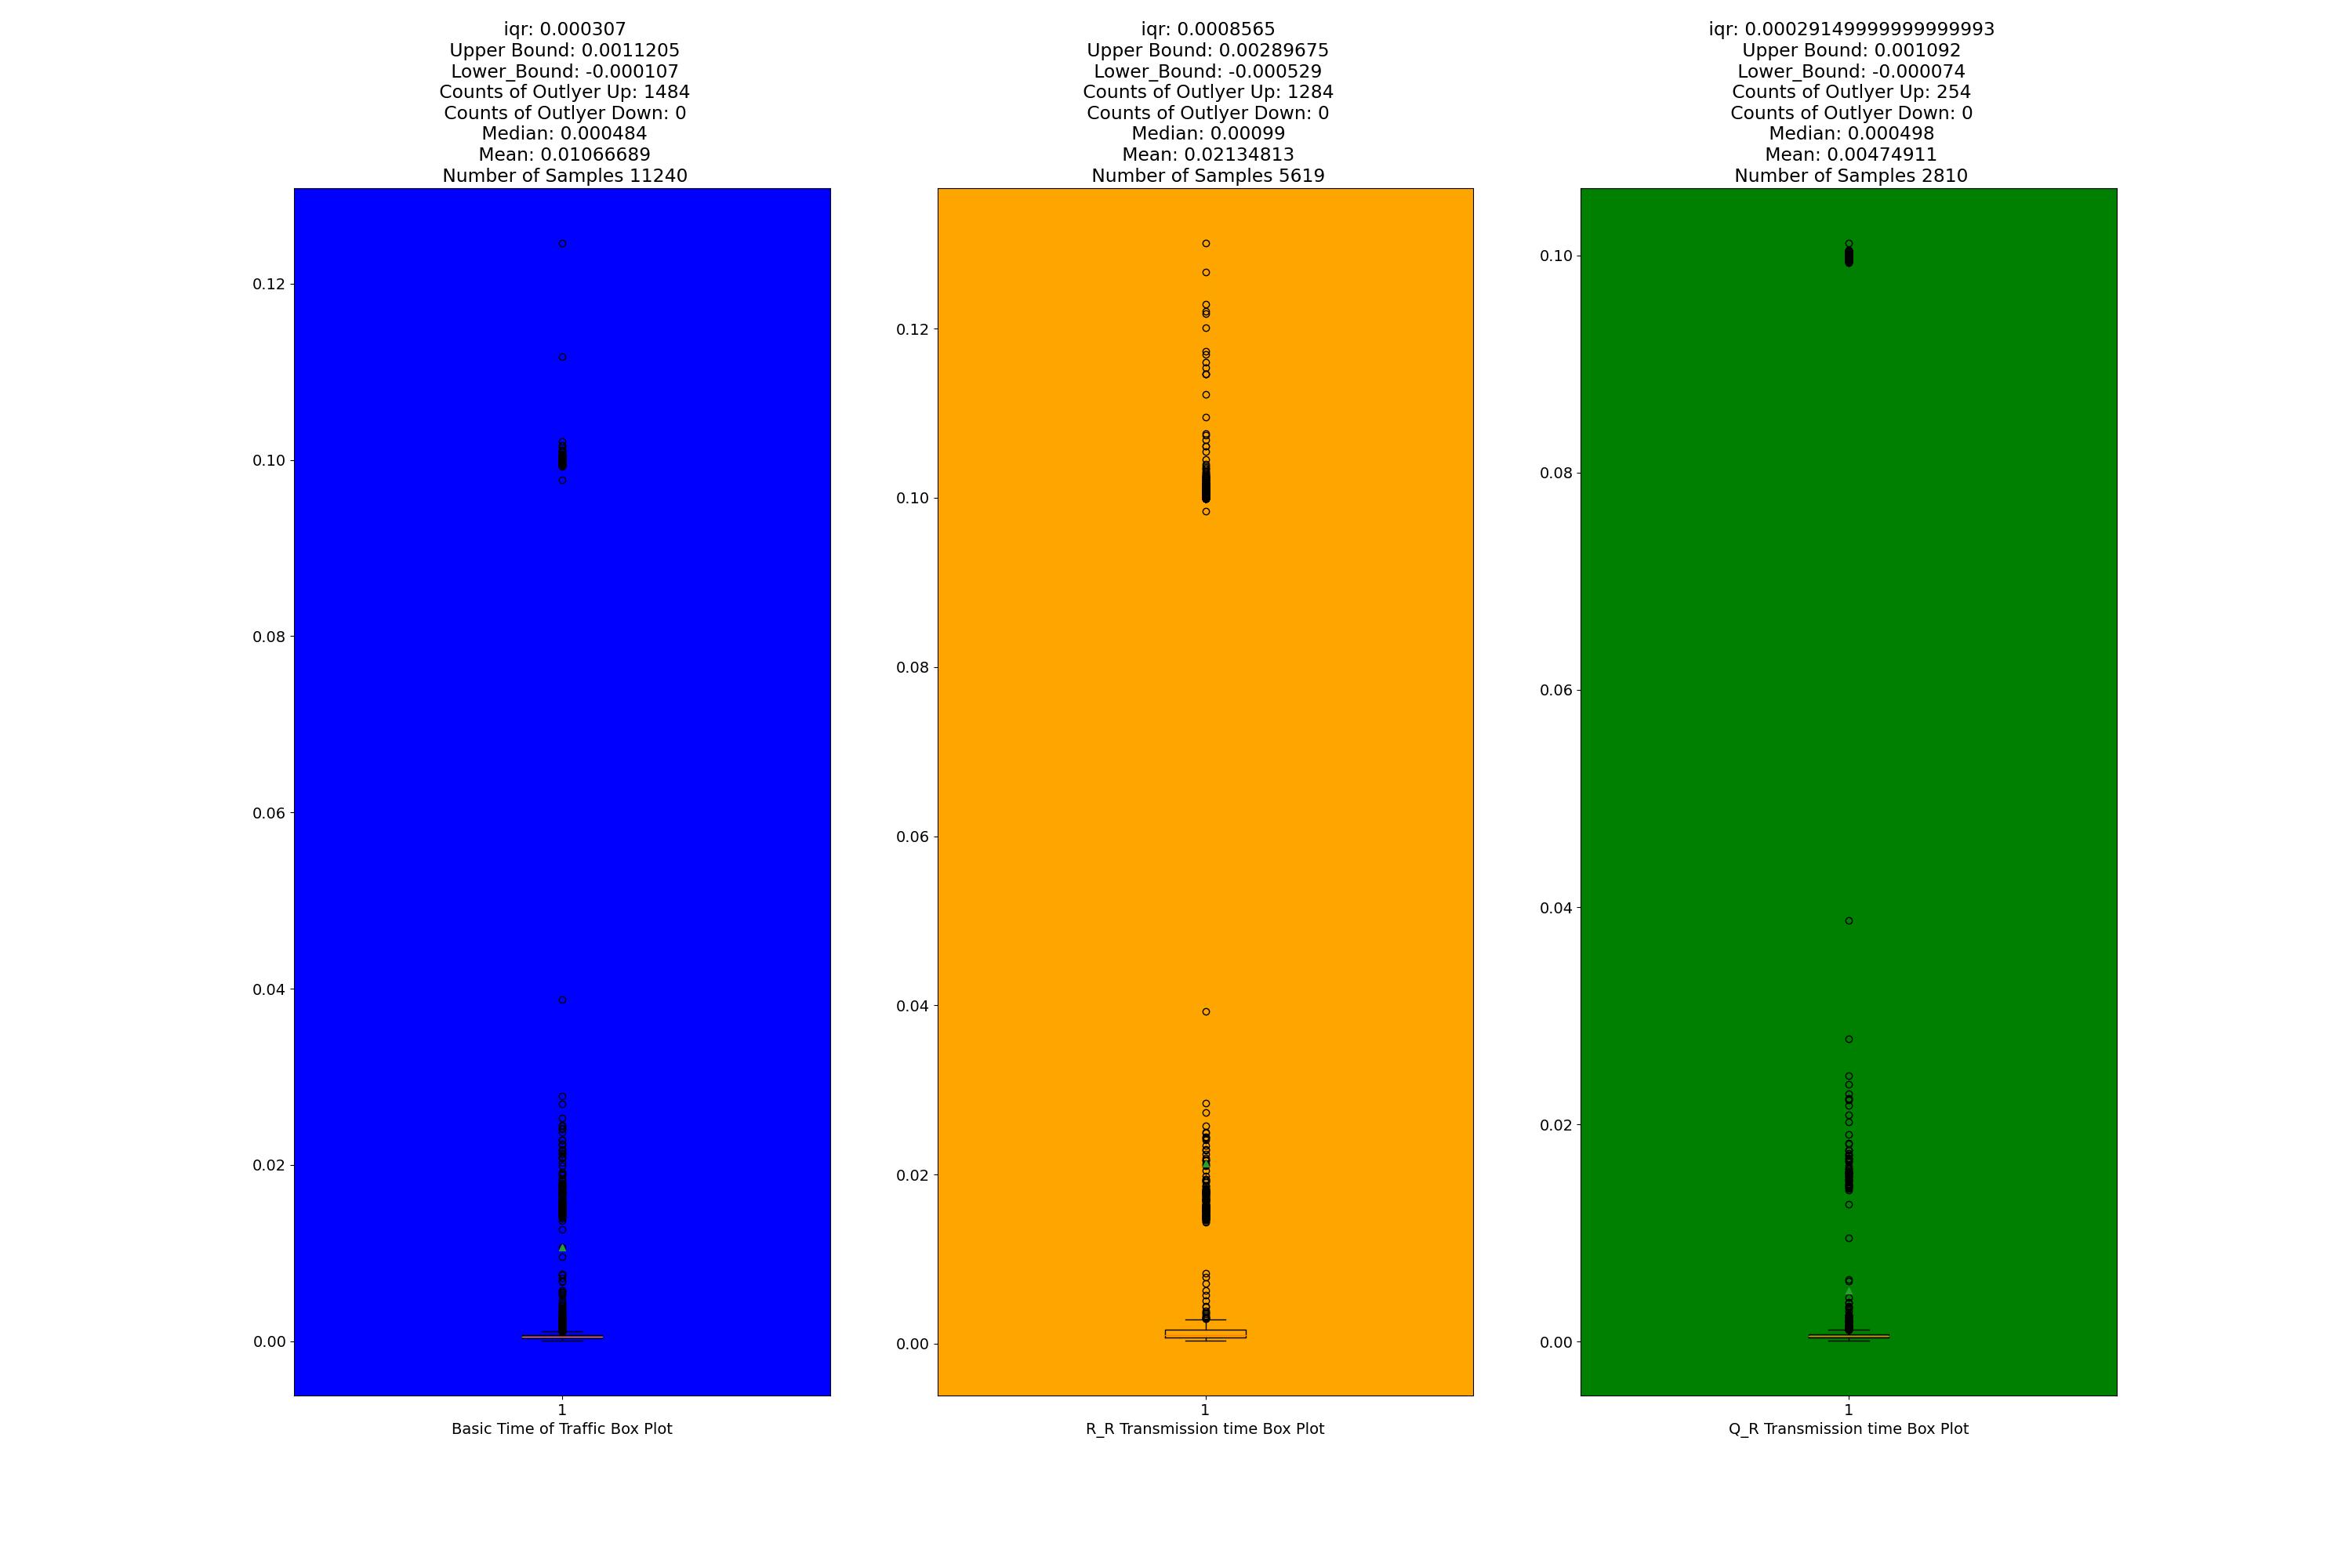 iqr: 0.000307
Upper Bound: 0.0011205
Lower_Bound: -0.000107
Counts of Outlyer Up: 1484
Counts of Outlyer Down: 0
Median: 0.000484
Mean: 0.01066689
Number of Samples 11240
0.12
0.10
0.08
0.06
0.04
0.02
0.00
1
Basic Time of Traffic Box Plot
iqr: 0.0008565
Upper Bound: 0.00289675
Lower_Bound: -0.000529
Counts of Outlyer Up: 1284
Counts of Outlyer Down: 0
Median: 0.00099
Mean: 0.02134813
Number of Samples 5619
0.12
0.10
0.08
0.06
0.04
0.02
0.00
1
R_R Transmission time Box Plot
iqr: 0.00029149999999999993
Upper Bound: 0.001092
Lower_Bound: -0.000074
Counts of Outlyer Up: 254
Counts of Outlyer Down: 0
Median: 0.000498
Mean: 0.00474911
Number of Samples 2810
0.10
0.08
0.06
0.04
0.02
0.00
1
Q_R Transmission time Box Plot